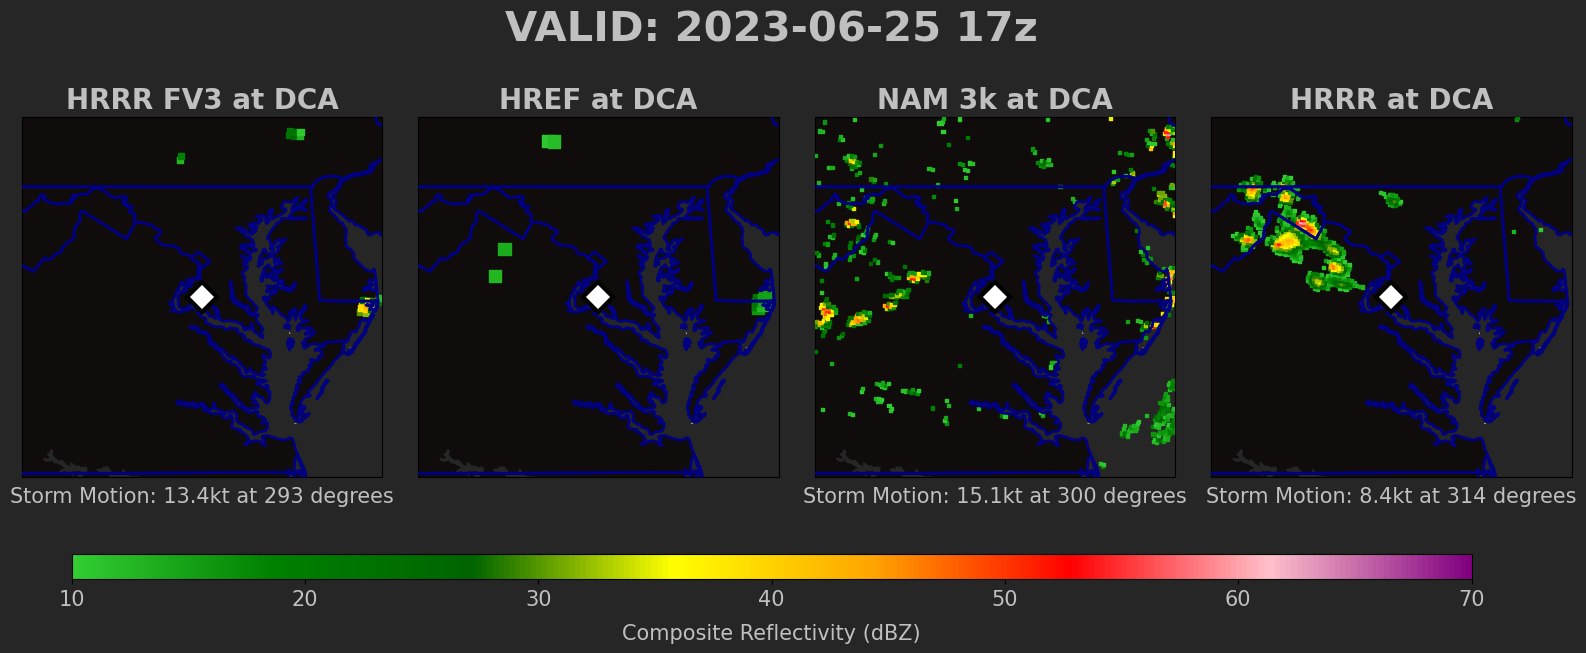 VALID: 2023-06-25 17z
HRRR FV3 at DCA
HREF at DCA
NAM 3k at DCA
HRRR at DCA
Storm Motion: 13.4kt at 293 degrees
Storm Motion: 15.1kt at 300 degrees
Storm Motion: 8.4kt at 314 degrees
10 20 30 40 50 60 70
Composite Reflectivity (dBZ)